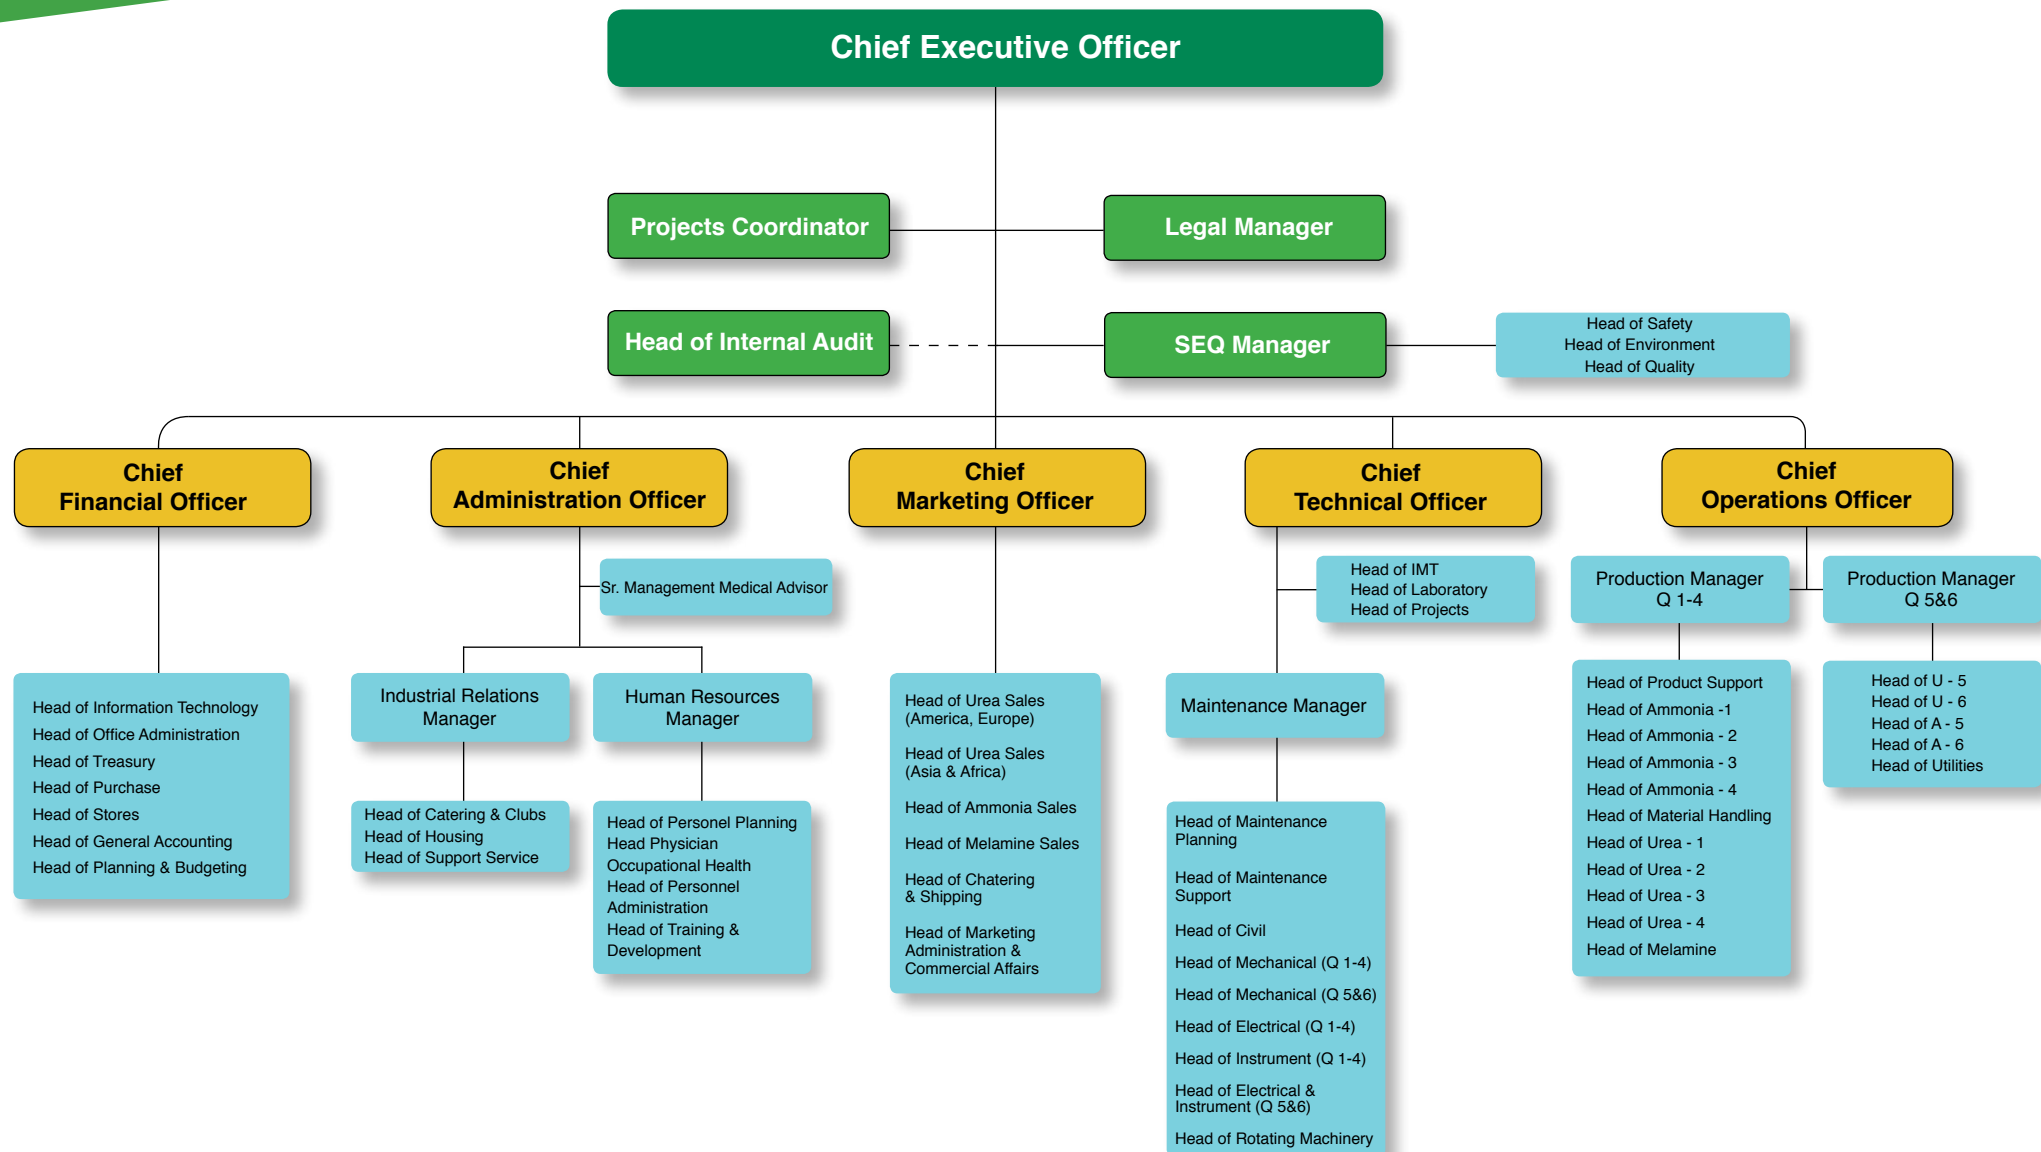 Chief Executive Officer
Projects Coordinator
Legal Manager
Head of Internal Audit
SEQ Manager
Head of Safety
Head of Environment
Head of Quality
Chief
Financial Officer
Chief
Administration Officer
Chief
Marketing Officer
Chief
Technical Officer
Chief
Operations Officer
Sr. Management Medical Advisor
Head of IMT
Head of Laboratory
Head of Projects
Production Manager
Q 1-4
Production Manager
Q 5&6
Head of Information Technology
Head of Office Administration
Head of Treasury
Head of Purchase
Head of Stores
Head of General Accounting
Head of Planning & Budgeting
Industrial Relations
Manager
Human Resources
Manager
Head of Catering & Clubs
Head of Housing
Head of Support Service
Head of Personel Planning
Head Physician
Occupational Health
Head of Personnel
Administration
Head of Training &
Development
Head of Urea Sales
(America, Europe)
Head of Urea Sales
(Asia & Africa)
Head of Ammonia Sales
Head of Melamine Sales
Head of Chatering
& Shipping
Head of Marketing
Administration &
Commercial Affairs
Maintenance Manager
Head of Maintenance
Planning
Head of Maintenance
Support
Head of Civil
Head of Mechanical (Q 1-4)
Head of Mechanical (Q 5&6)
Head of Electrical (Q 1-4)
Head of Instrument (Q 1-4)
Head of Electrical &
Instrument (Q 5&6)
Head of Rotating Machinery
Head of Product Support
Head of Ammonia -1
Head of Ammonia - 2
Head of Ammonia - 3
Head of Ammonia - 4
Head of Material Handling
Head of Urea - 1
Head of Urea - 2
Head of Urea - 3
Head of Urea - 4
Head of Melamine
Head of U - 5
Head of U - 6
Head of A - 5
Head of A - 6
Head of Utilities